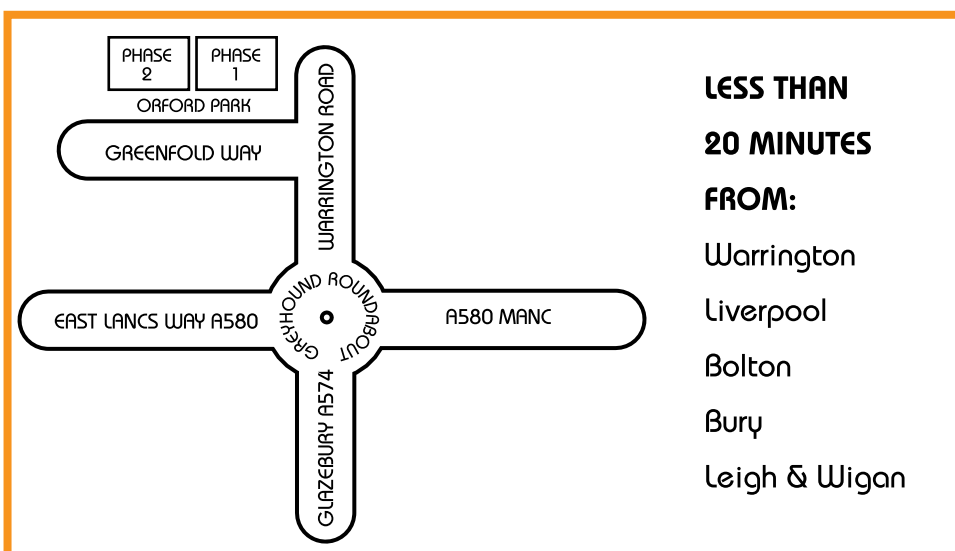 PHASE
2
PHASE
1
ORFORD PARK
GREENFOLD WAY
WARRINGTON ROAD
GREYHOUND ROUNDABOUT
EAST LANCS WAY A580
A580 MANC
GLAZEBURY A574
LESS THAN
20 MINUTES
FROM:
Warrington
Liverpool
Bolton
Bury
Leigh & Wigan